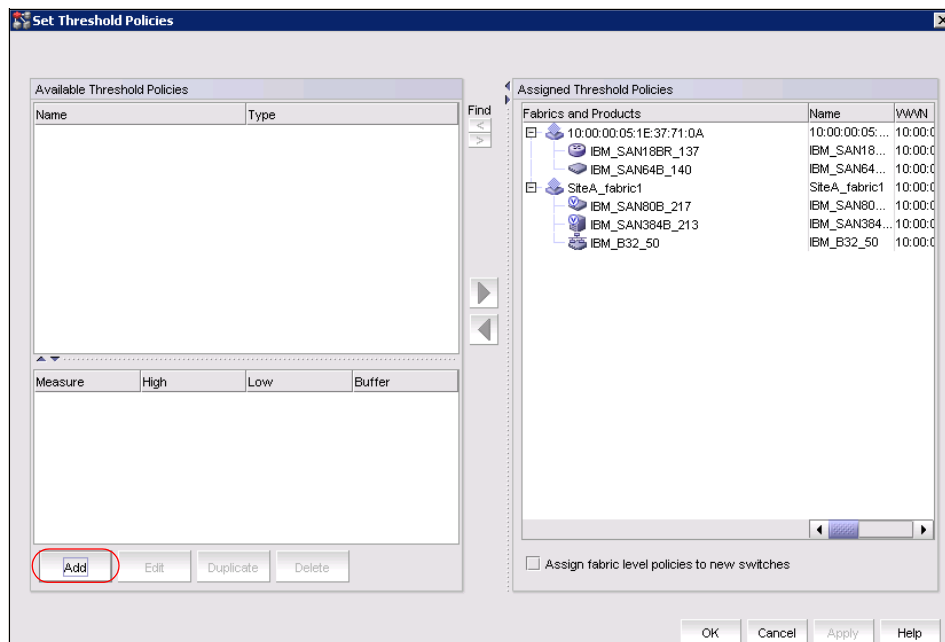 Set Threshold Policies
Available Threshold Policies
Name Type
Measure High Low Buffer
Add Edit Duplicate Delete
Find
<
>
Assigned Threshold Policies
Fabrics and Products Name WWN
10:00:00:05:1E:37:71:0A 10:00:00:05:... 10:00:0
IBM_SAN18BR_137 IBM_SAN18... 10:00:0
IBM_SAN64B_140 IBM_SAN64... 10:00:0
SiteA_fabric1 SiteA_fabric1 10:00:0
IBM_SAN80B_217 IBM_SAN80... 10:00:0
IBM_SAN384B_213 IBM_SAN384... 10:00:0
IBM_B32_50 IBM_B32_50 10:00:0
Assign fabric level policies to new switches
OK Cancel Apply Help